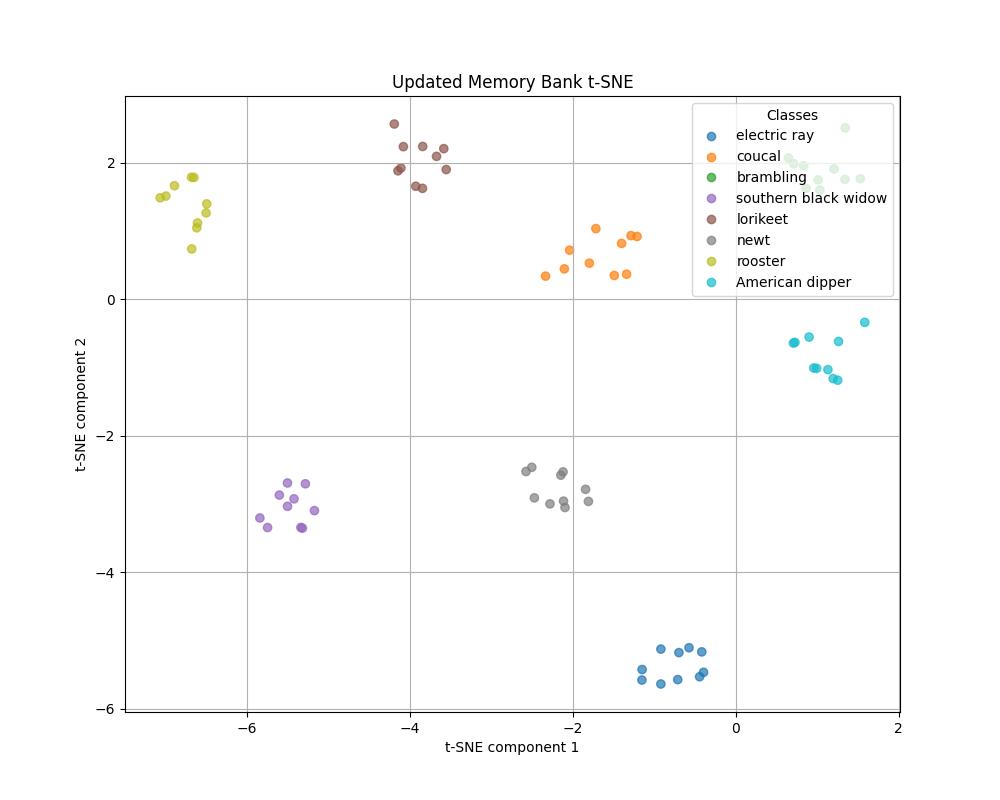 Updated Memory Bank t-SNE
Classes
electric ray
coucal
brambling
southern black widow
lorikeet
newt
rooster
American dipper
2
0
−2
−4
−6
t-SNE component 2
−6
−4
−2
0
2
t-SNE component 1